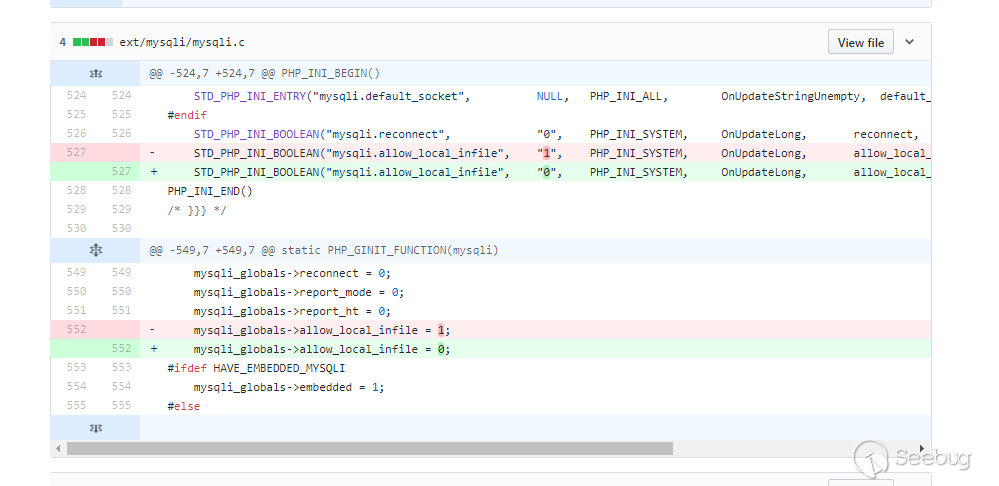 4 ext/mysqli/mysqli.c View file
@@ -524,7 +524,7 @@ PHP_INI_BEGIN()
524 524 STD_PHP_INI_ENTRY("mysqli.default_socket", NULL, PHP_INI_ALL, OnUpdateStringUnempty, default_
525 525 #endif
526 526 STD_PHP_INI_BOOLEAN("mysqli.reconnect", "0", PHP_INI_SYSTEM, OnUpdateLong, reconnect,
527 - STD_PHP_INI_BOOLEAN("mysqli.allow_local_infile", "1", PHP_INI_SYSTEM, OnUpdateLong, allow_local_
527 + STD_PHP_INI_BOOLEAN("mysqli.allow_local_infile", "0", PHP_INI_SYSTEM, OnUpdateLong, allow_local_
528 528 PHP_INI_END()
529 529 /* }}} */
530 530
@@ -549,7 +549,7 @@ static PHP_GINIT_FUNCTION(mysqli)
549 549 mysqli_globals->reconnect = 0;
550 550 mysqli_globals->report_mode = 0;
551 551 mysqli_globals->report_ht = 0;
552 - mysqli_globals->allow_local_infile = 1;
552 + mysqli_globals->allow_local_infile = 0;
553 553 #ifdef HAVE_EMBEDDED_MYSQLI
554 554 mysqli_globals->embedded = 1;
555 555 #else
Seebug